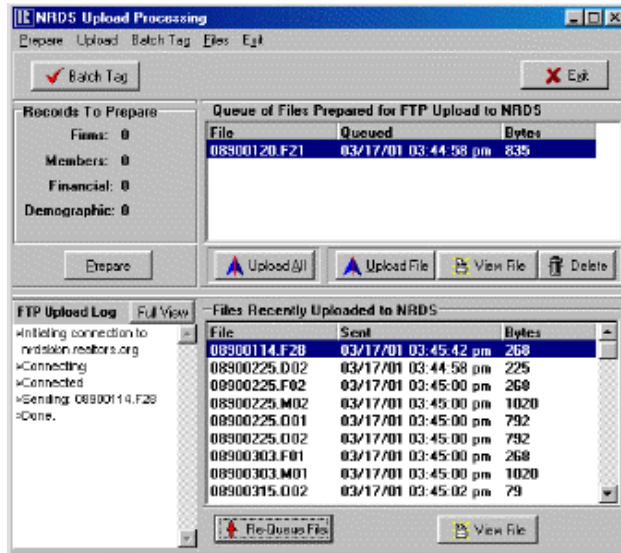 NRDS Upload Processing
Prepare Upload Batch Tag Files Exit
Batch Tag
Exit
Records To Prepare
Firms: 0
Members: 0
Financial: 0
Demographic: 0
Prepare
Queue of Files Prepared for FTP Upload to NRDS
File Queued Bytes
08900120.F21 03/17/01 03:44:58 pm 835
Upload All
Upload File
View File
Delete
FTP Upload Log
Full View
»Initiating connection to
nrdsbin.realtors.org
»Connecting
»Connected
»Sending: 08900114.F28
»Done.
Files Recently Uploaded to NRDS
File Sent Bytes
08900114.F28 03/17/01 03:45:42 pm 268
08900225.D02 03/17/01 03:44:58 pm 225
08900225.F02 03/17/01 03:45:00 pm 268
08900225.M02 03/17/01 03:45:00 pm 1020
08900225.O01 03/17/01 03:45:00 pm 792
08900225.O02 03/17/01 03:45:00 pm 792
08900303.F01 03/17/01 03:45:00 pm 268
08900303.M01 03/17/01 03:45:00 pm 1020
08900315.D02 03/17/01 03:45:02 pm 79
Re-Queue File
View File